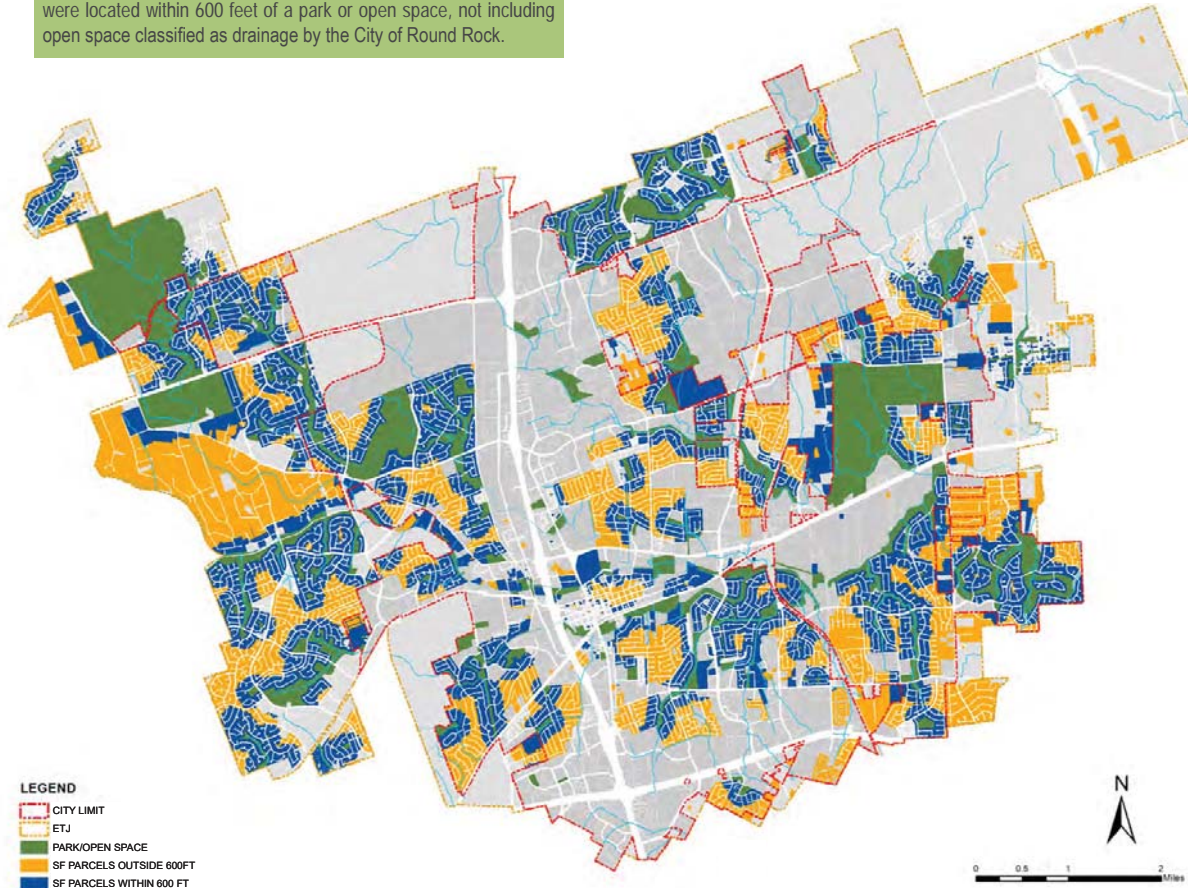 were located within 600 feet of a park or open space, not including
open space classified as drainage by the City of Round Rock.
N
LEGEND
CITY LIMIT
ETJ
PARK/OPEN SPACE
SF PARCELS OUTSIDE 600FT
SF PARCELS WITHIN 600 FT
0 0.5 1 2
Miles